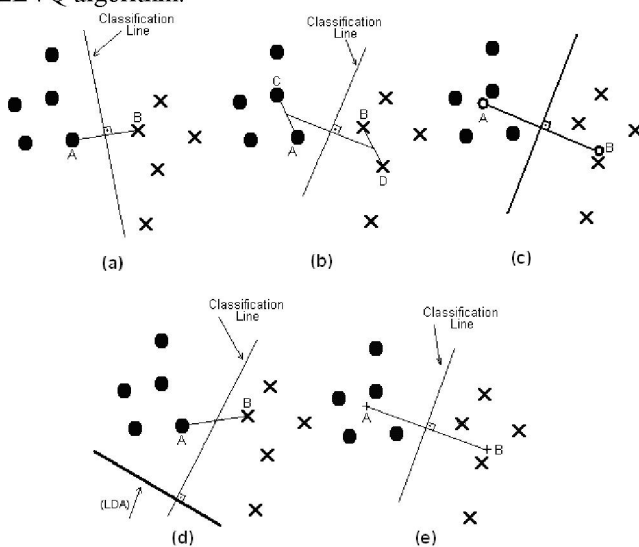 LVQ algorithm.
Classification
Line
B
A
(a)
Classification
Line
C
B
A
D
(b)
A
B
(c)
Classification
Line
B
A
(LDA)
(d)
Classification
Line
A
B
(e)